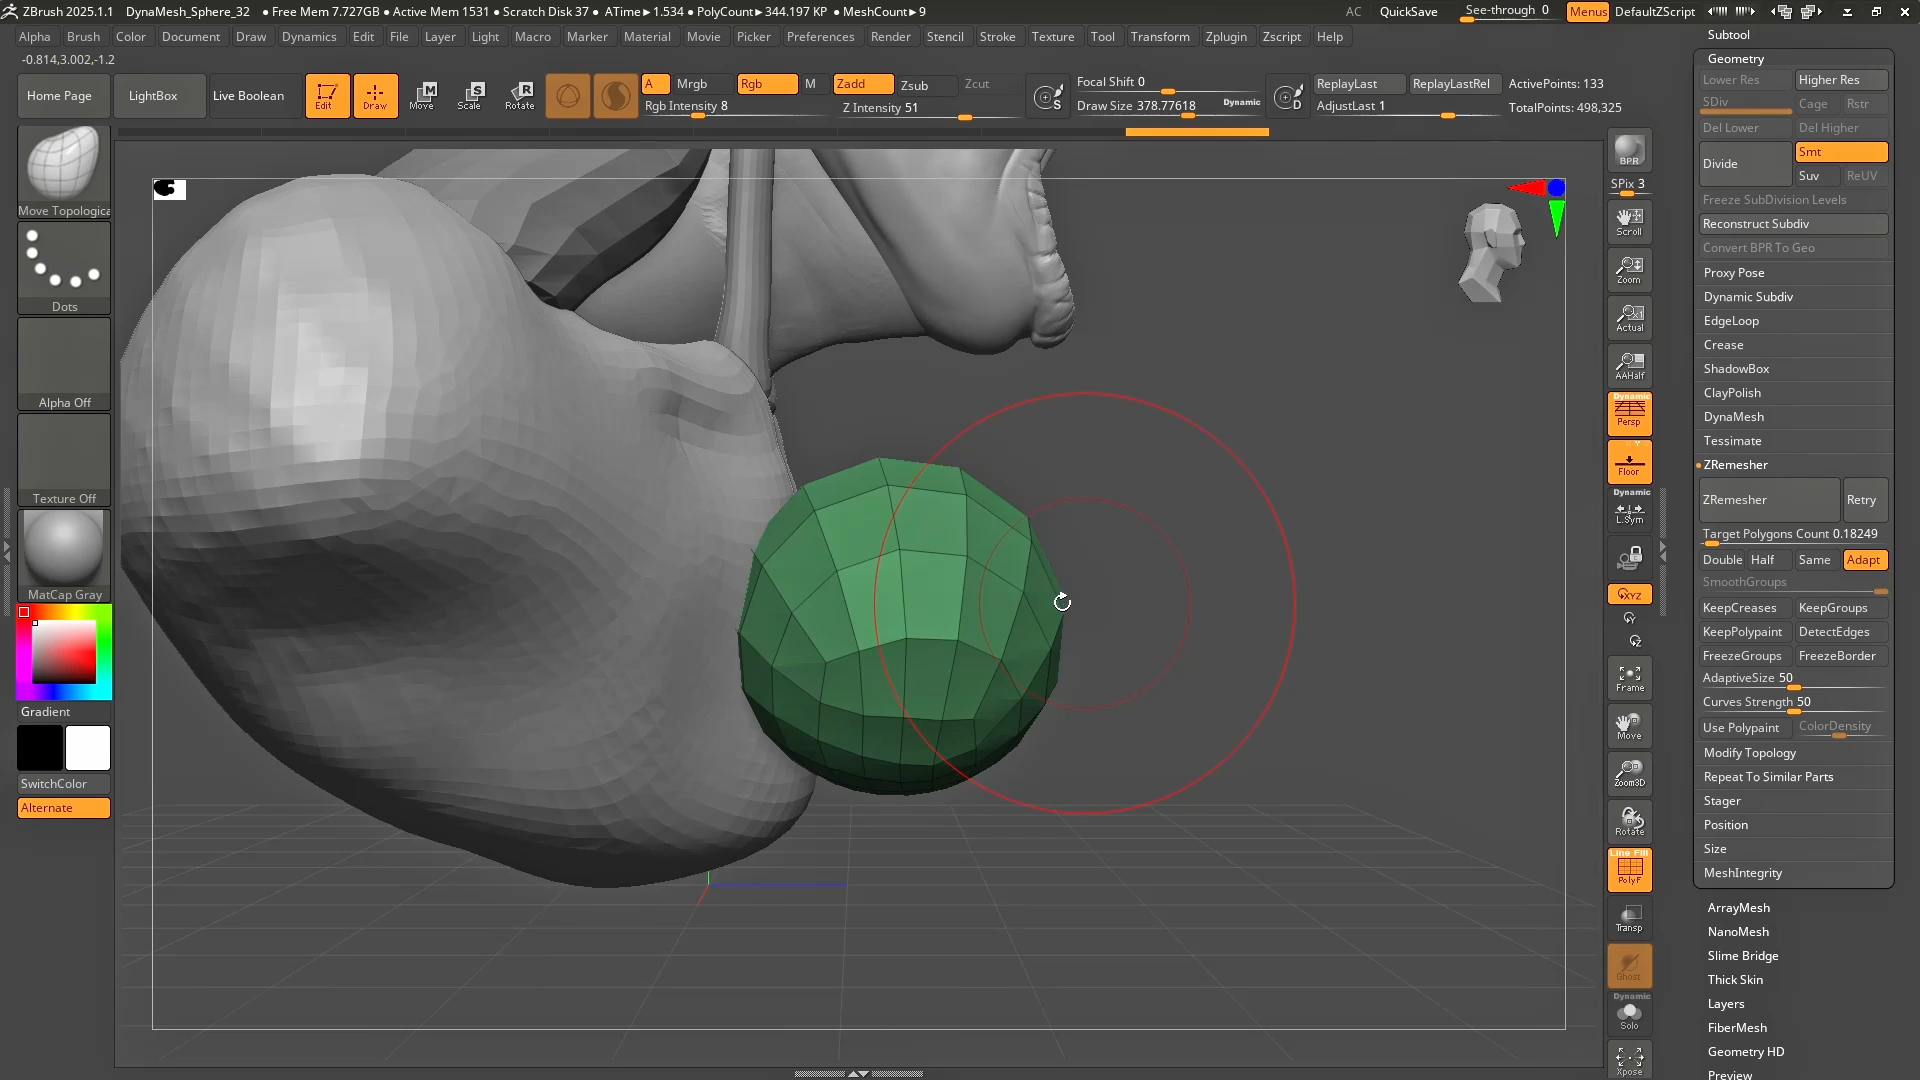 ZBrush 2025.1.1 DynaMesh_Sphere_32 ● Free Mem 7.727GB ● Active Mem 1531 ● Scratch Disk 37 ● ATime►1.534 ● PolyCount►344.197 KP ● MeshCount►9 AC QuickSave See-through 0 Menus DefaultZScript
Alpha Brush Color Document Draw Dynamics Edit File Layer Light Macro Marker Material Movie Picker Preferences Render Stencil Stroke Texture Tool Transform Zplugin Zscript Help
-0.814,3.002,-1.2
Home Page LightBox Live Boolean Edit Draw Move Scale Rotate
A Mrgb Rgb M Zadd Zsub Zcut
Rgb Intensity 8 Z Intensity 51
Focal Shift 0
Draw Size 378.77618 Dynamic
ReplayLast ReplayLastRel
AdjustLast 1
ActivePoints: 133
TotalPoints: 498,325
Move Topologica
Dots
Alpha Off
Texture Off
MatCap Gray
Gradient
SwitchColor
Alternate
BPR
SPix 3
Scroll
Zoom
Actual
AAHalf
Dynamic
Persp
Floor
Dynamic
L.Sym
XYZ
Frame
Move
Zoom3D
Rotate
Line Fill
PolyF
Transp
Ghost
Dynamic
Solo
Xpose
Subtool
Geometry
Lower Res Higher Res
SDiv Cage Rstr
Del Lower Del Higher
Divide Smt
Suv ReUV
Freeze SubDivision Levels
Reconstruct Subdiv
Convert BPR To Geo
Proxy Pose
Dynamic Subdiv
EdgeLoop
Crease
ShadowBox
ClayPolish
DynaMesh
Tessimate
ZRemesher
ZRemesher Retry
Target Polygons Count 0.18249
Double Half Same Adapt
SmoothGroups
KeepCreases KeepGroups
KeepPolypaint DetectEdges
FreezeGroups FreezeBorder
AdaptiveSize 50
Curves Strength 50
Use Polypaint ColorDensity
Modify Topology
Repeat To Similar Parts
Stager
Position
Size
MeshIntegrity
ArrayMesh
NanoMesh
Slime Bridge
Thick Skin
Layers
FiberMesh
Geometry HD
Preview